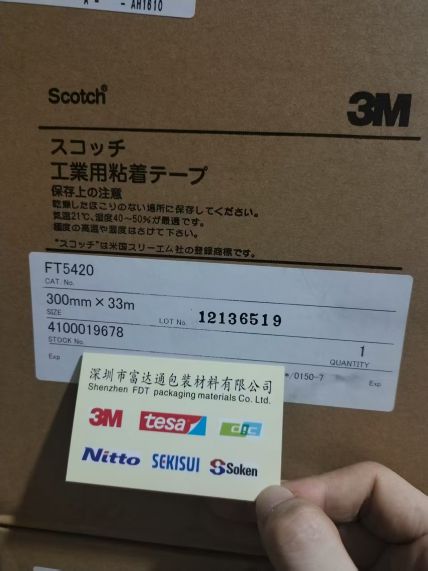 - AH1610
Scotch®
3M
スコッチ
工業用粘着テープ
保存上の注意
乾燥したほこりのない場所に保存してください。
気温21℃、湿度40~50%が最適です。
極度の高温や湿度はさけて下さい。
"スコッチ"は米国スリーエム社の登録商標です。
FT5420
CAT. No.
300mm × 33m
SIZE
LOT No. 12136519
4100019678
STOCK No.
1
QUANTITY
Exp
/0150-7
Exp
深圳市富达通包装材料有限公司
Shenzhen FDT packaging materials Co. Ltd.
3M tesa dic
Nitto SEKISUI Soken